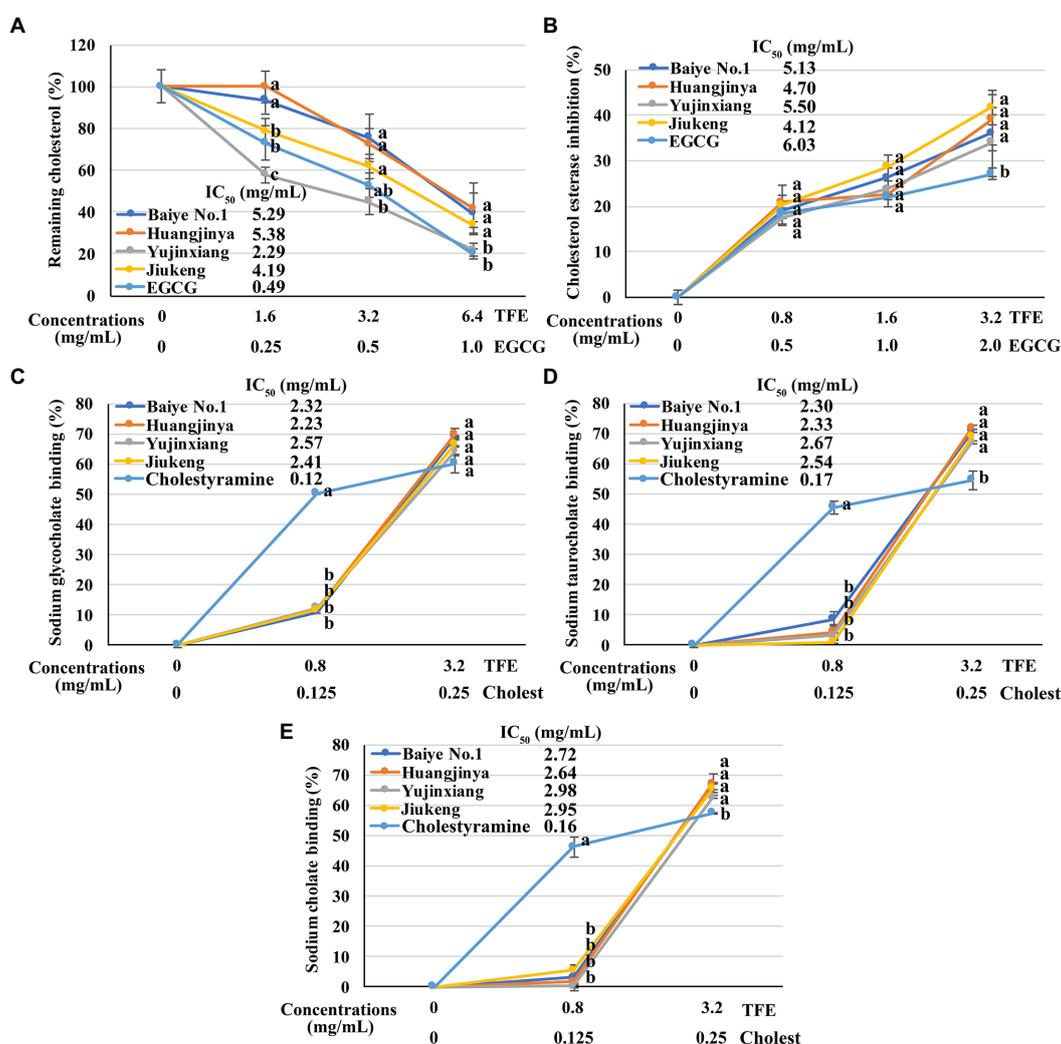 A
Remaining cholesterol (%)
120
100
80
60
40
20
0
a
a
b
b
c
a
a
a
ab
b
a
a
b
b
IC50 (mg/mL)
Baiye No.1 5.29
Huangjinya 5.38
Yujinxiang 2.29
Jiukeng 4.19
EGCG 0.49
Concentrations (mg/mL)
0 1.6 3.2 6.4 TFE
0 0.25 0.5 1.0 EGCG
B
Cholesterol esterase inhibition (%)
IC50 (mg/mL)
Baiye No.1 5.13
Huangjinya 4.70
Yujinxiang 5.50
Jiukeng 4.12
EGCG 6.03
50
40
30
20
10
0
a
a
a
a
a
a
a
a
a
a
a
a
a
a
b
Concentrations (mg/mL)
0 0.8 1.6 3.2 TFE
0 0.5 1.0 2.0 EGCG
C
Sodium glycocholate binding (%)
IC50 (mg/mL)
Baiye No.1 2.32
Huangjinya 2.23
Yujinxiang 2.57
Jiukeng 2.41
Cholestyramine 0.12
80
70
60
50
40
30
20
10
0
a
b
b
b
b
a
a
a
a
a
Concentrations (mg/mL)
0 0.8 3.2 TFE
0 0.125 0.25 Cholest
D
Sodium taurocholate binding (%)
IC50 (mg/mL)
Baiye No.1 2.30
Huangjinya 2.33
Yujinxiang 2.67
Jiukeng 2.54
Cholestyramine 0.17
80
70
60
50
40
30
20
10
0
a
b
b
b
b
a
a
a
a
b
Concentrations (mg/mL)
0 0.8 3.2 TFE
0 0.125 0.25 Cholest
E
Sodium cholate binding (%)
IC50 (mg/mL)
Baiye No.1 2.72
Huangjinya 2.64
Yujinxiang 2.98
Jiukeng 2.95
Cholestyramine 0.16
80
70
60
50
40
30
20
10
0
a
b
b
b
b
a
a
a
a
b
Concentrations (mg/mL)
0 0.8 3.2 TFE
0 0.125 0.25 Cholest